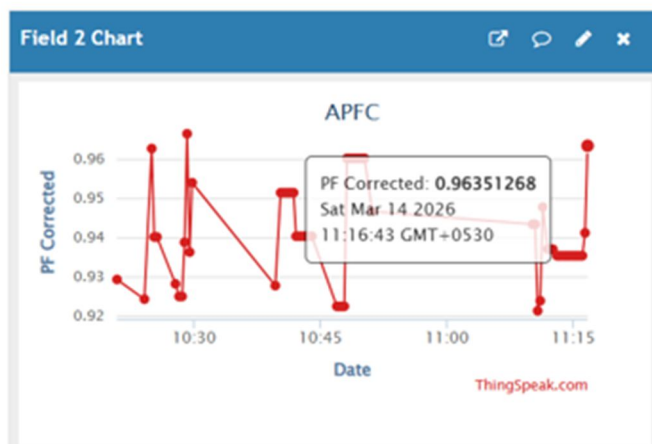 Field 2 Chart
APFC
PF Corrected
0.96
0.95
0.94
0.93
0.92
PF Corrected: 0.96351268
Sat Mar 14 2026
11:16:43 GMT+0530
10:30
10:45
11:00
11:15
Date
ThingSpeak.com